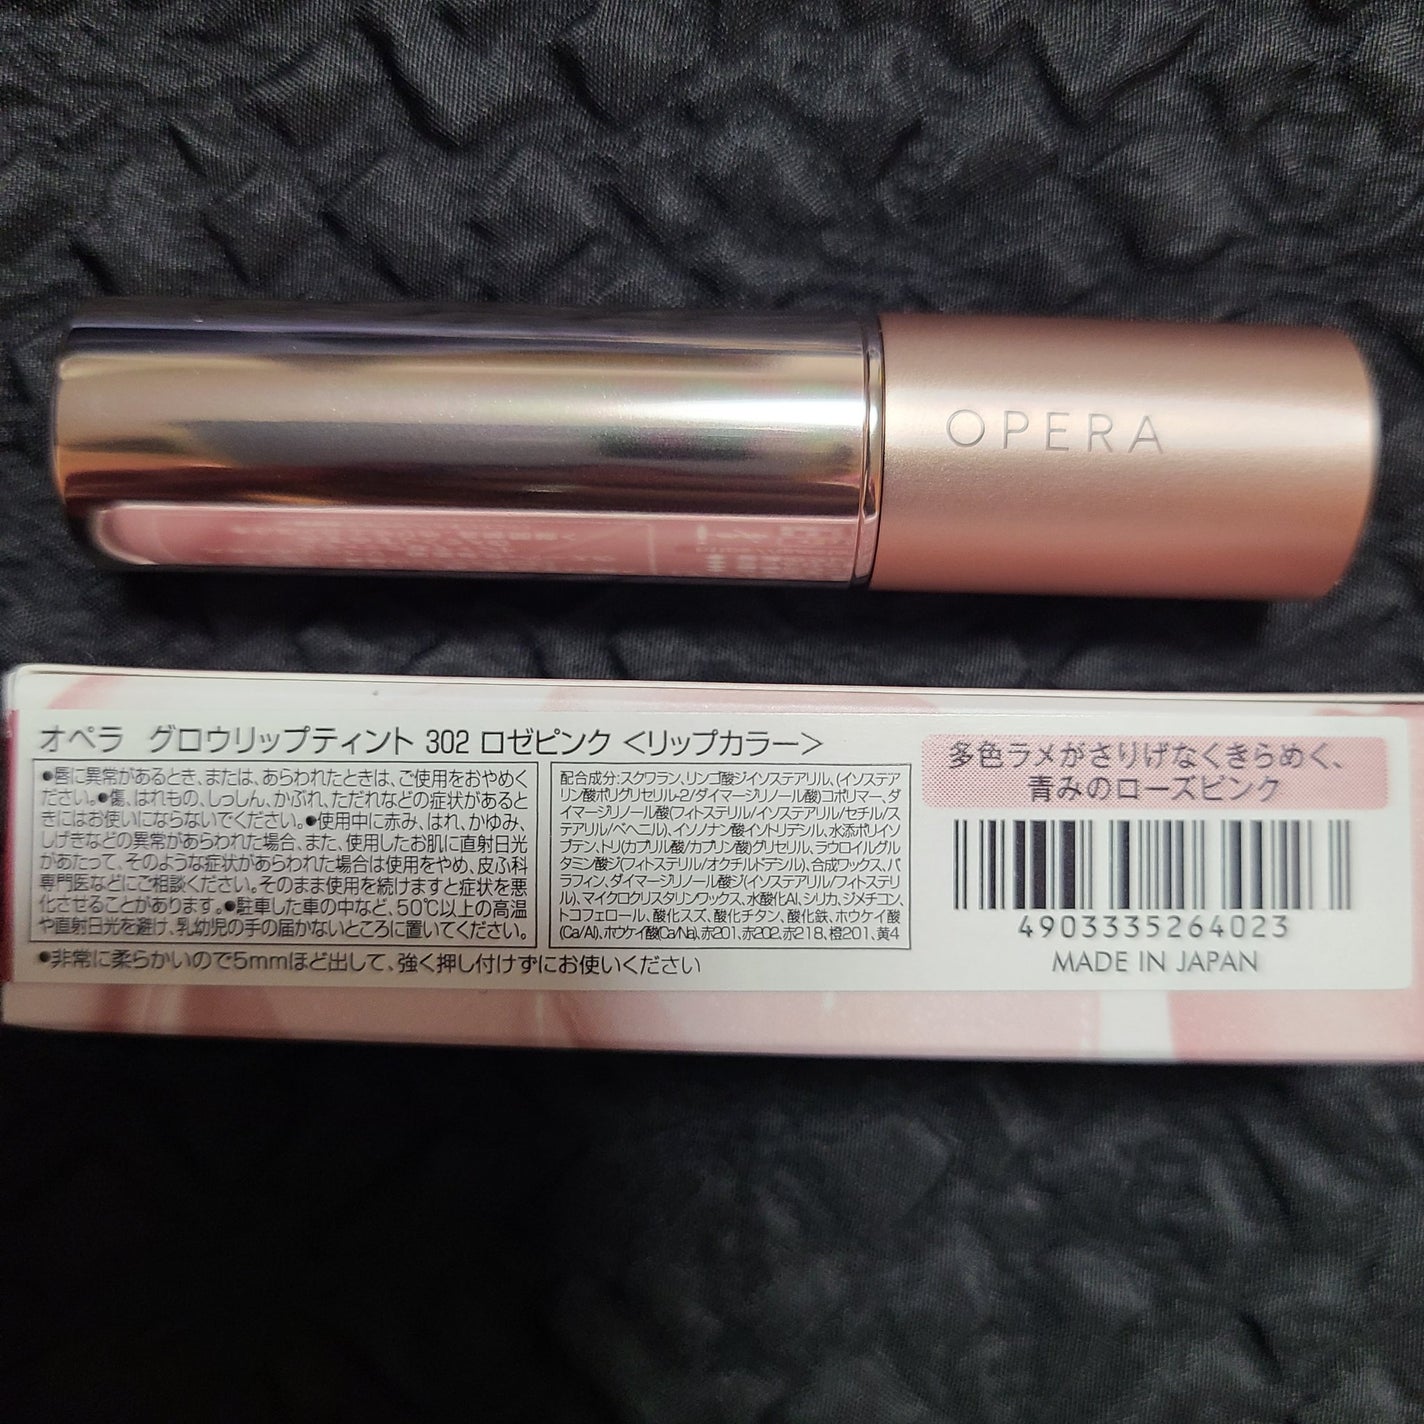 OPERA
オペラ グロウリップティント 302 ロゼピンク <リップカラー>
●唇に異常があるとき、または、あらわれたときは、ご使用をおやめく
ださい。●傷、はれもの、しっしん、かぶれ、ただれなどの症状があると
きにはお使いにならないでください。●使用中に赤み、はれ、かゆみ、
しげきなどの異常があらわれた場合、また、使用したお肌に直射日光
があたって、そのような症状があらわれた場合は使用をやめ、皮ふ科
専門医などにご相談ください。そのまま使用を続けますと症状を悪
化させることがあります。●駐車した車の中など、50℃以上の高温
や直射日光を避け、乳幼児の手の届かないところに置いてください。
●非常に柔らかいので5mmほど出して、強く押し付けずにお使いください
配合成分:スクワラン、リンゴ酸ジイソステアリル、(イソステア
リン酸ポリグリセリル-2/ダイマージリノール酸)コポリマー、ダ
イマージリノール酸(フィトステリル/イソステアリル/セチル/ス
テアリル/ベヘニル)、イソノナン酸イソトリデシル、水添ポリイソ
ブテン、トリ(カプリル酸/カプリン酸)グリセリル、ラウロイルグル
タミン酸ジ(フィトステリル/オクチルドデシル)、合成ワックス、パ
ラフィン、ダイマージリノール酸ジ(イソステアリル/フィトステリ
ル)、マイクロクリスタリンワックス、水酸化Al、シリカ、ジメチコン、
トコフェロール、酸化スズ、酸化チタン、酸化鉄、ホウケイ酸
(Ca/Al)、ホウケイ酸(Ca/Na)、赤201、赤202、赤218、橙201、黄4
多色ラメがさりげなくきらめく、
青みのローズピンク
4903335264023
MADE IN JAPAN